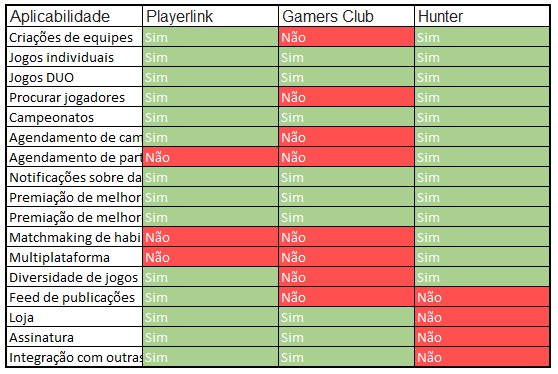 Aplicabilidade Playerlink Gamers Club Hunter
Criações de equipes Sim Não Sim
Jogos individuais Sim Sim Sim
Jogos DUO Sim Sim Sim
Procurar jogadores Sim Não Sim
Campeonatos Sim Sim Sim
Agendamento de cam Sim Não Sim
Agendamento de part Não Não Sim
Notificações sobre da Sim Sim Sim
Premiação de melhor Sim Sim Sim
Premiação de melhor Sim Sim Sim
Matchmaking de habi Não Não Sim
Multiplataforma Não Não Sim
Diversidade de jogos Sim Não Sim
Feed de publicações Sim Não Não
Loja Sim Sim Não
Assinatura Sim Sim Não
Integração com outras Sim Sim Não